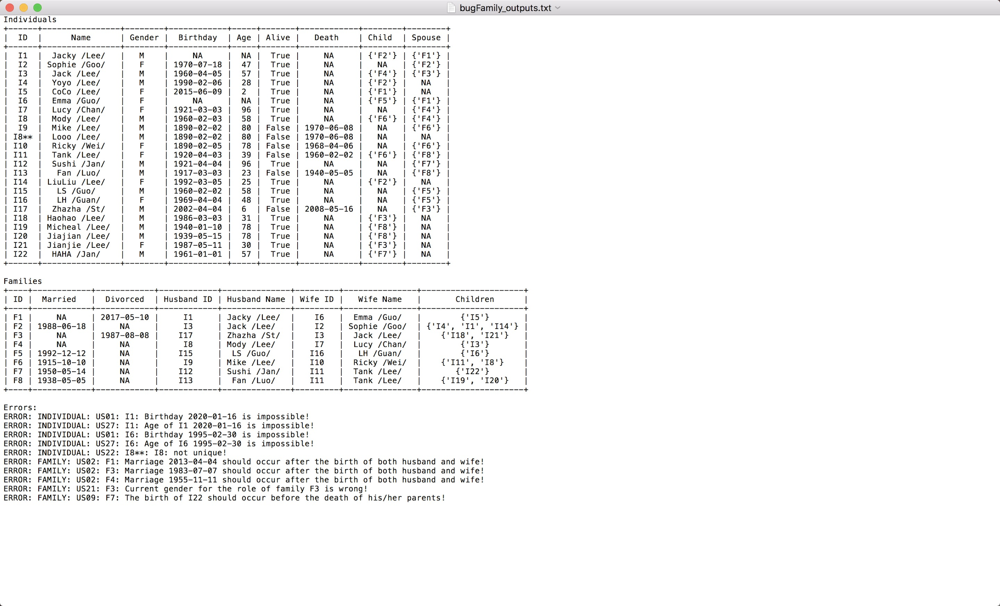 bugFamily_outputs.txt
Individuals
+------+----------------+--------+------------+-----+-------+------------+--------+--------+
|  ID  |      Name      | Gender |  Birthday  | Age | Alive |   Death    | Child  | Spouse |
+------+----------------+--------+------------+-----+-------+------------+--------+--------+
|  I1  |  Jacky /Lee/   |   M    |     NA     |  NA |  True |     NA     | {'F2'} | {'F1'} |
|  I2  | Sophie /Goo/   |   F    | 1970-07-18 |  47 |  True |     NA     |   NA   | {'F2'} |
|  I3  |  Jack /Lee/    |   M    | 1960-04-05 |  57 |  True |     NA     | {'F4'} | {'F3'} |
|  I4  |  Yoyo /Lee/    |   M    | 1990-02-06 |  28 |  True |     NA     | {'F2'} |   NA   |
|  I5  |  CoCo /Lee/    |   F    | 2015-06-09 |  2  |  True |     NA     | {'F1'} |   NA   |
|  I6  |  Emma /Guo/    |   F    |     NA     |  NA |  True |     NA     | {'F5'} | {'F1'} |
|  I7  |  Lucy /Chan/   |   F    | 1921-03-03 |  96 |  True |     NA     |   NA   | {'F4'} |
|  I8  |  Mody /Lee/    |   M    | 1960-02-03 |  58 |  True |     NA     | {'F6'} | {'F4'} |
|  I9  |  Mike /Lee/    |   M    | 1890-02-02 |  80 | False | 1970-06-08 |   NA   | {'F6'} |
| I8** |  Looo /Lee/    |   M    | 1890-02-02 |  80 | False | 1970-06-08 |   NA   |   NA   |
| I10  |  Ricky /Wei/   |   F    | 1890-02-05 |  78 | False | 1968-04-06 |   NA   | {'F6'} |
| I11  |  Tank /Lee/    |   F    | 1920-04-03 |  39 | False | 1960-02-02 | {'F6'} | {'F8'} |
| I12  |  Sushi /Jan/   |   M    | 1921-04-04 |  96 |  True |     NA     |   NA   | {'F7'} |
| I13  |   Fan /Luo/    |   M    | 1917-03-03 |  23 | False | 1940-05-05 |   NA   | {'F8'} |
| I14  | LiuLiu /Lee/   |   F    | 1992-03-05 |  25 |  True |     NA     | {'F2'} |   NA   |
| I15  |   LS /Guo/     |   M    | 1960-02-02 |  58 |  True |     NA     |   NA   | {'F5'} |
| I16  |   LH /Guan/    |   F    | 1969-04-04 |  48 |  True |     NA     |   NA   | {'F5'} |
| I17  |  Zhazha /St/   |   M    | 2002-04-04 |  6  | False | 2008-05-16 |   NA   | {'F3'} |
| I18  | Haohao /Lee/   |   M    | 1986-03-03 |  31 |  True |     NA     | {'F3'} |   NA   |
| I19  | Micheal /Lee/  |   M    | 1940-01-10 |  78 |  True |     NA     | {'F8'} |   NA   |
| I20  | Jiajian /Lee/  |   M    | 1939-05-15 |  78 |  True |     NA     | {'F8'} |   NA   |
| I21  | Jianjie /Lee/  |   F    | 1987-05-11 |  30 |  True |     NA     | {'F3'} |   NA   |
| I22  |  HAHA /Jan/    |   M    | 1961-01-01 |  57 |  True |     NA     | {'F7'} |   NA   |
+------+----------------+--------+------------+-----+-------+------------+--------+--------+
Families
+----+------------+------------+------------+--------------+---------+---------------+---------------------+
| ID |  Married   |  Divorced  | Husband ID | Husband Name | Wife ID |   Wife Name   |       Children      |
+----+------------+------------+------------+--------------+---------+---------------+---------------------+
| F1 |     NA     | 2017-05-10 |     I1     | Jacky /Lee/  |    I6   |  Emma /Guo/   |        {'I5'}       |
| F2 | 1988-06-18 |     NA     |     I3     | Jack /Lee/   |    I2   | Sophie /Goo/  | {'I4', 'I1', 'I14'} |
| F3 |     NA     | 1987-08-08 |    I17     | Zhazha /St/  |    I3   |  Jack /Lee/   |    {'I18', 'I21'}   |
| F4 |     NA     |     NA     |     I8     | Mody /Lee/   |    I7   |  Lucy /Chan/  |        {'I3'}       |
| F5 | 1992-12-12 |     NA     |    I15     |  LS /Guo/    |   I16   |   LH /Guan/   |        {'I6'}       |
| F6 | 1915-10-10 |     NA     |     I9     | Mike /Lee/   |   I10   |  Ricky /Wei/  |    {'I11', 'I8'}    |
| F7 | 1950-05-14 |     NA     |    I12     | Sushi /Jan/  |   I11   |  Tank /Lee/   |       {'I22'}       |
| F8 | 1938-05-05 |     NA     |    I13     |  Fan /Luo/   |   I11   |  Tank /Lee/   |    {'I19', 'I20'}   |
+----+------------+------------+------------+--------------+---------+---------------+---------------------+
Errors:
ERROR: INDIVIDUAL: US01: I1: Birthday 2020-01-16 is impossible!
ERROR: INDIVIDUAL: US27: I1: Age of I1 2020-01-16 is impossible!
ERROR: INDIVIDUAL: US01: I6: Birthday 1995-02-30 is impossible!
ERROR: INDIVIDUAL: US27: I6: Age of I6 1995-02-30 is impossible!
ERROR: INDIVIDUAL: US22: I8**: I8: not unique!
ERROR: FAMILY: US02: F1: Marriage 2013-04-04 should occur after the birth of both husband and wife!
ERROR: FAMILY: US02: F3: Marriage 1983-07-07 should occur after the birth of both husband and wife!
ERROR: FAMILY: US02: F4: Marriage 1955-11-11 should occur after the birth of both husband and wife!
ERROR: FAMILY: US21: F3: Current gender for the role of family F3 is wrong!
ERROR: FAMILY: US09: F7: The birth of I22 should occur before the death of his/her parents!